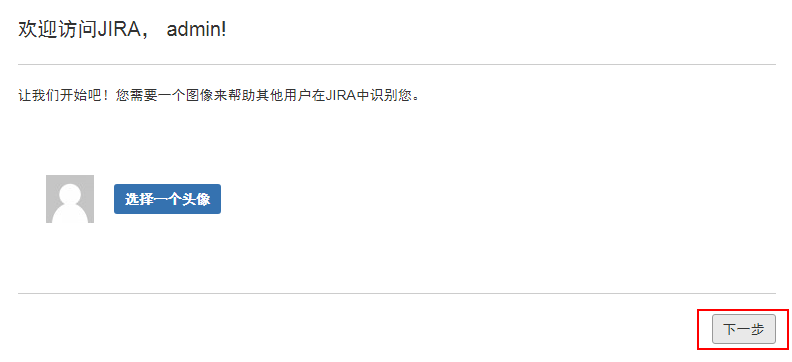 欢迎访问JIRA， admin!
让我们开始吧！您需要一个图像来帮助其他用户在JIRA中识别您。
选择一个头像
下一步